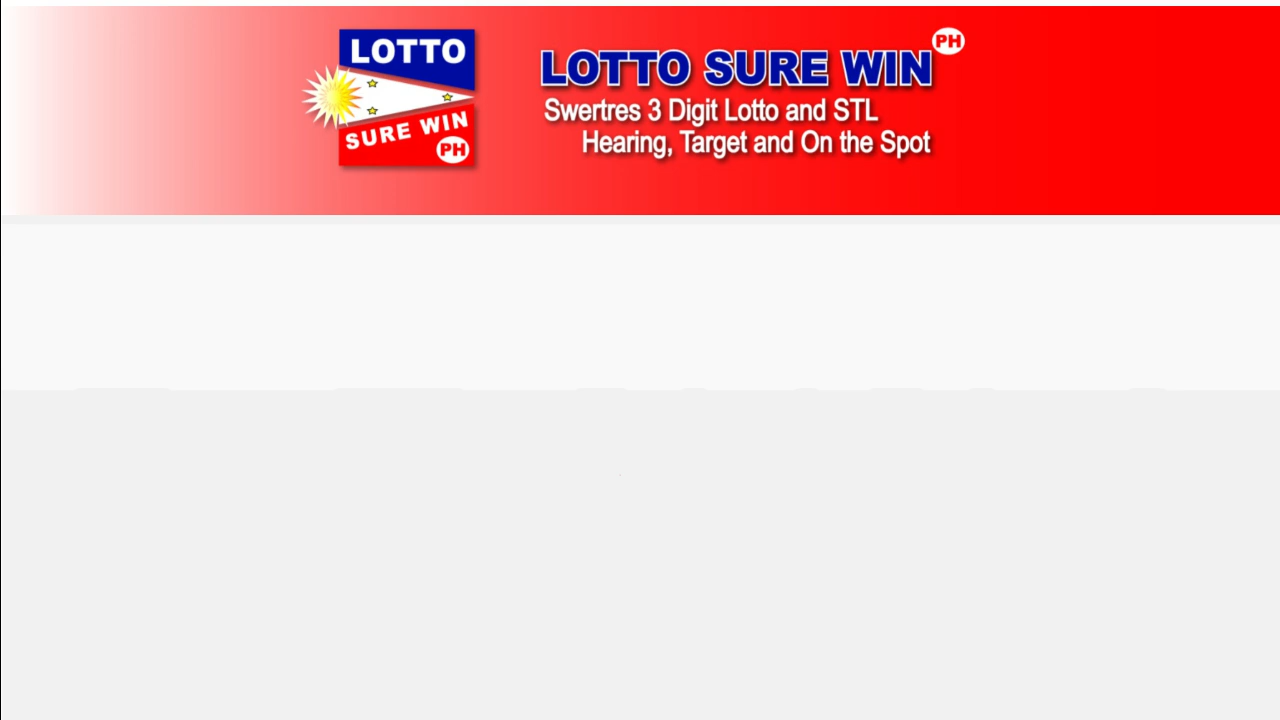 LOTTO
SURE WIN
PH
LOTTO SURE WIN PH
Swertres 3 Digit Lotto and STL
Hearing, Target and On the Spot